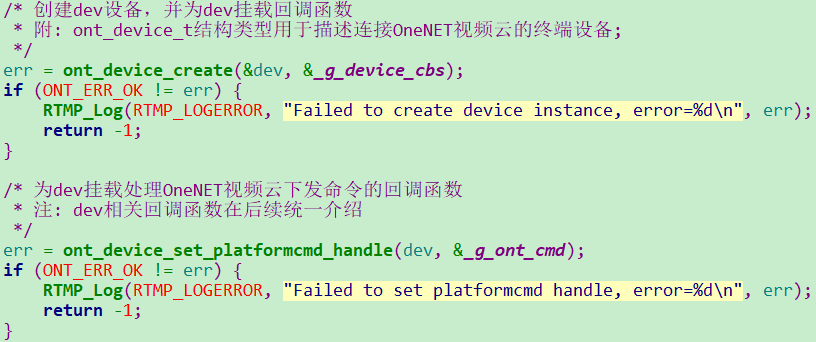 /* 创建dev设备，并为dev挂载回调函数
 * 附: ont_device_t结构类型用于描述连接OneNET视频云的终端设备;
 */
err = ont_device_create(&dev, &_g_device_cbs);
if (ONT_ERR_OK != err) {
    RTMP_Log(RTMP_LOGERROR, "Failed to create device instance, error=%d\n", err);
    return -1;
}

/* 为dev挂载处理OneNET视频云下发命令的回调函数
 * 注: dev相关回调函数在后续统一介绍
 */
err = ont_device_set_platformcmd_handle(dev, &_g_ont_cmd);
if (ONT_ERR_OK != err) {
    RTMP_Log(RTMP_LOGERROR, "Failed to set platformcmd handle, error=%d\n", err);
    return -1;
}